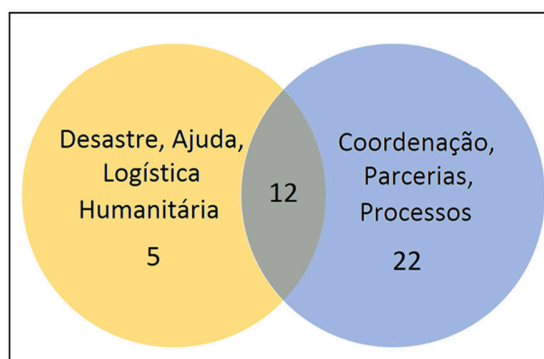 Desastre, Ajuda,
Logística
Humanitária
5
12
Coordenação,
Parcerias,
Processos
22